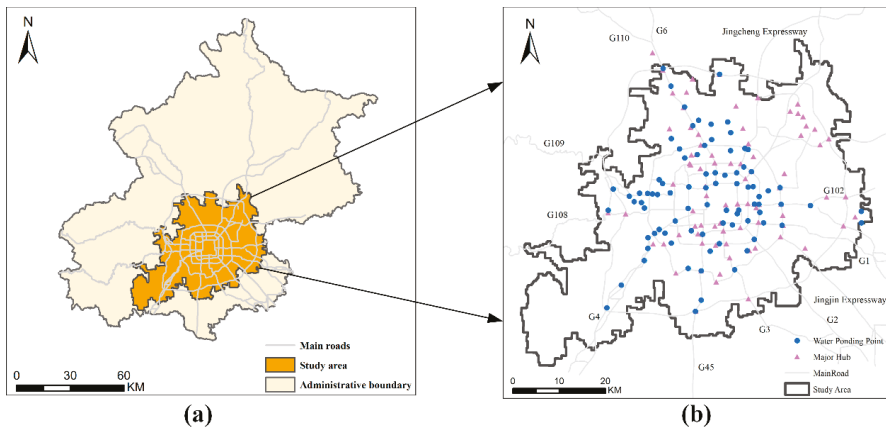 N
Main roads
Study area
Administrative boundary
0 30 60
KM
(a)
N
G6
G110
Jingcheng Expressway
G109
G102
G108
G1
Jingjin Expressway
G4
G2
G3
G45
Water Ponding Point
Major Hub
MainRoad
Study Area
0 10 20
KM
(b)